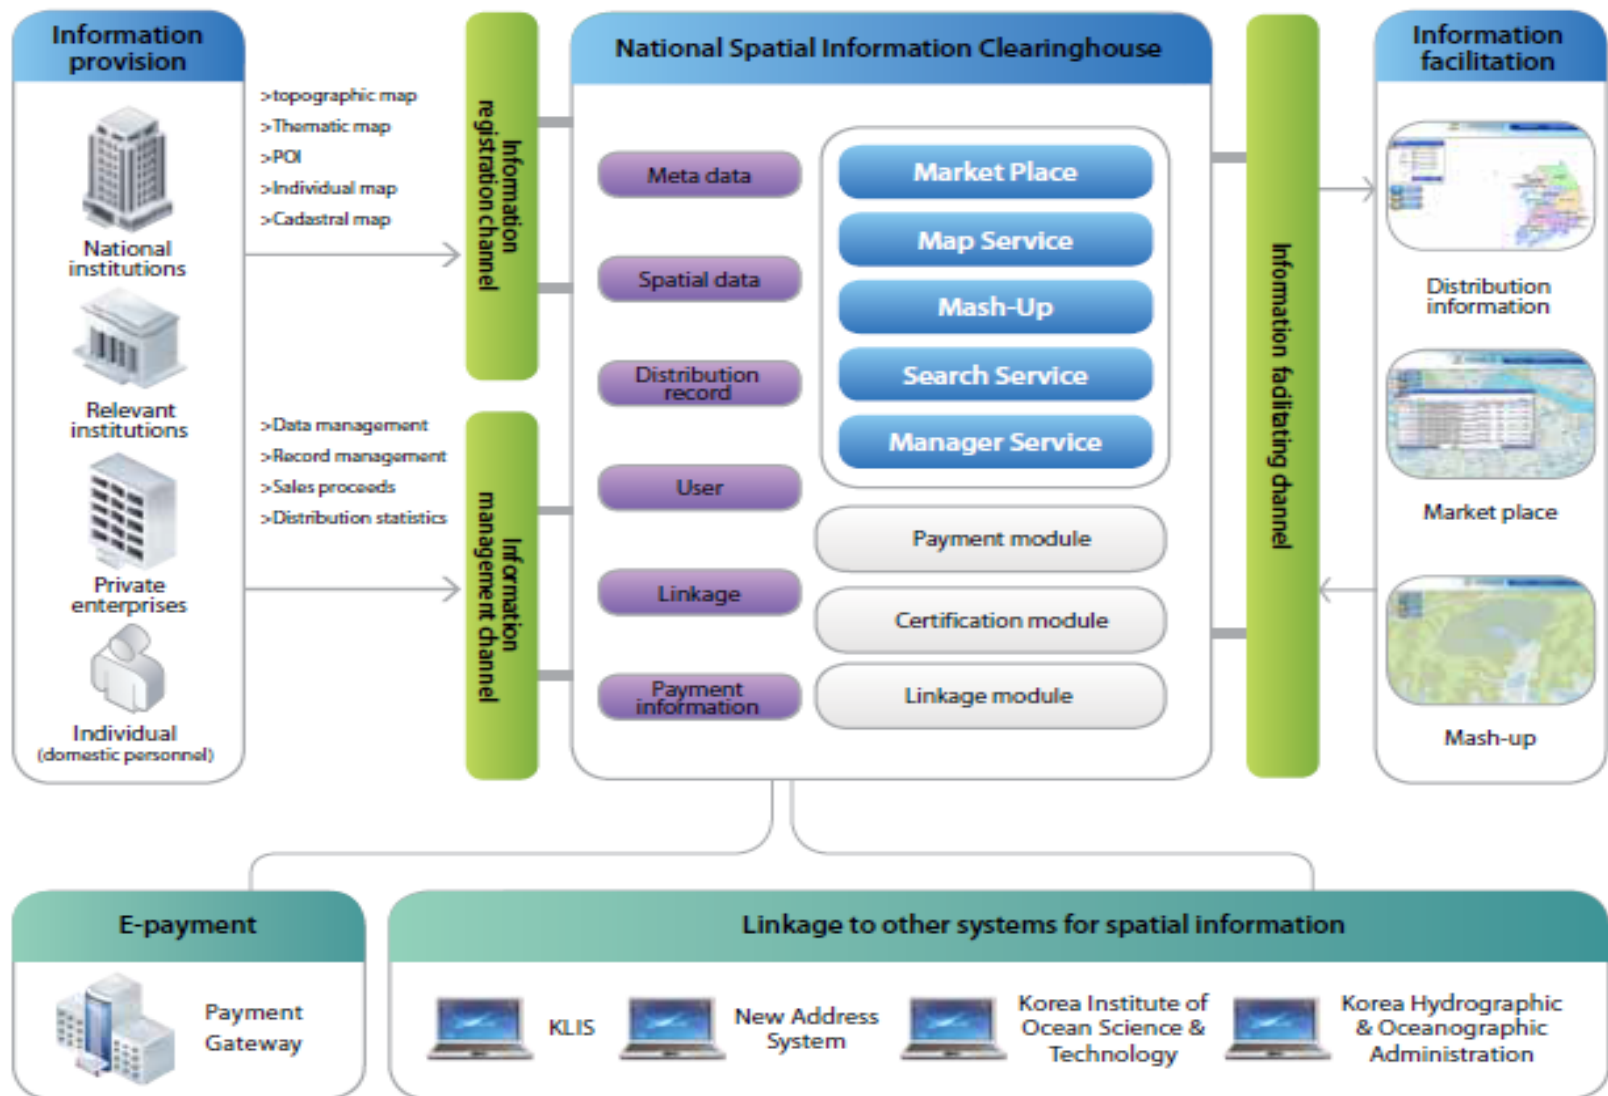 Information
provision
National
institutions
Relevant
institutions
Private
enterprises
Individual
(domestic personnel)
>topographic map
>Thematic map
>POI
>Individual map
>Cadastral map
>Data management
>Record management
>Sales proceeds
>Distribution statistics
Information
registration channel
Information
management channel
National Spatial Information Clearinghouse
Meta data
Spatial data
Distribution
record
User
Linkage
Payment
information
Market Place
Map Service
Mash-Up
Search Service
Manager Service
Payment module
Certification module
Linkage module
Information facilitating channel
Information
facilitation
Distribution
information
Market place
Mash-up
E-payment
Payment
Gateway
Linkage to other systems for spatial information
KLIS
New Address
System
Korea Institute of
Ocean Science &
Technology
Korea Hydrographic
& Oceanographic
Administration